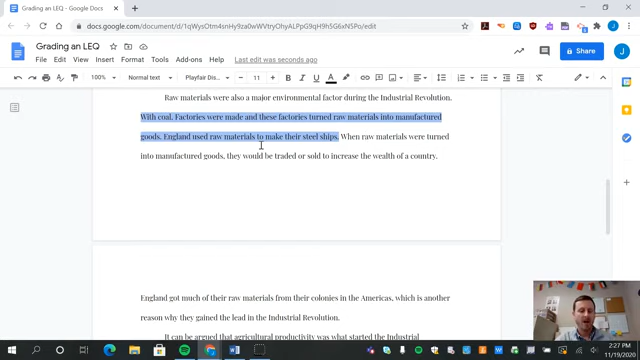 Grading an LEQ
docs.google.com/document/d/1qWysOtm4snHy9za0wWVtryOhyALpPG9qH9h5G6xN5Po/edit
Grading an LEQ
File Edit View Insert Format Tools Add-ons Help Last edit was seconds ago
Share
100% Normal text Playfair Disp... 11
Raw materials were also a major environmental factor during the Industrial Revolution.
With coal. Factories were made and these factories turned raw materials into manufactured
goods. England used raw materials to make their steel ships. When raw materials were turned
into manufactured goods, they would be traded or sold to increase the wealth of a country.
England got much of their raw materials from their colonies in the Americas, which is another
reason why they gained the lead in the Industrial Revolution.
It can be argued that agricultural productivity was what started the Industrial
2:27 PM
11/19/2020